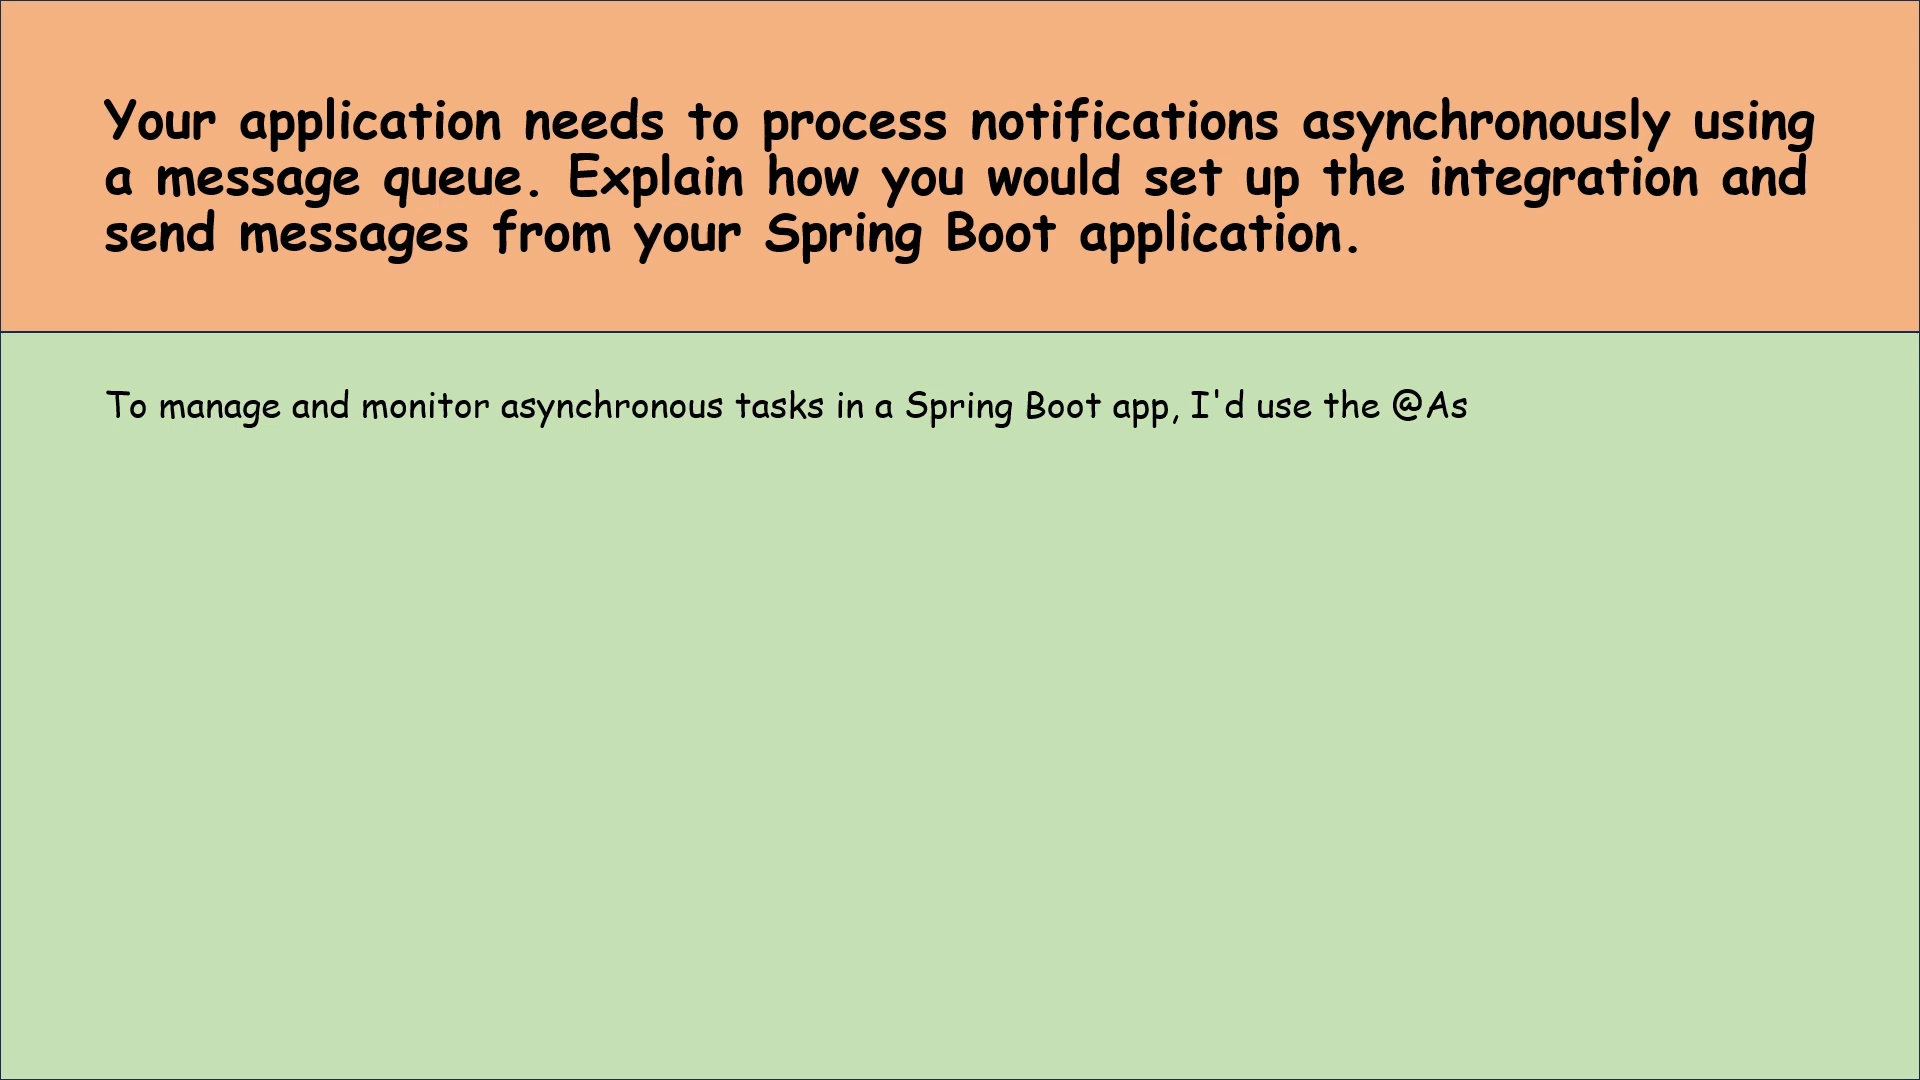 Your application needs to process notifications asynchronously using
a message queue. Explain how you would set up the integration and
send messages from your Spring Boot application.
To manage and monitor asynchronous tasks in a Spring Boot app, I'd use the @As